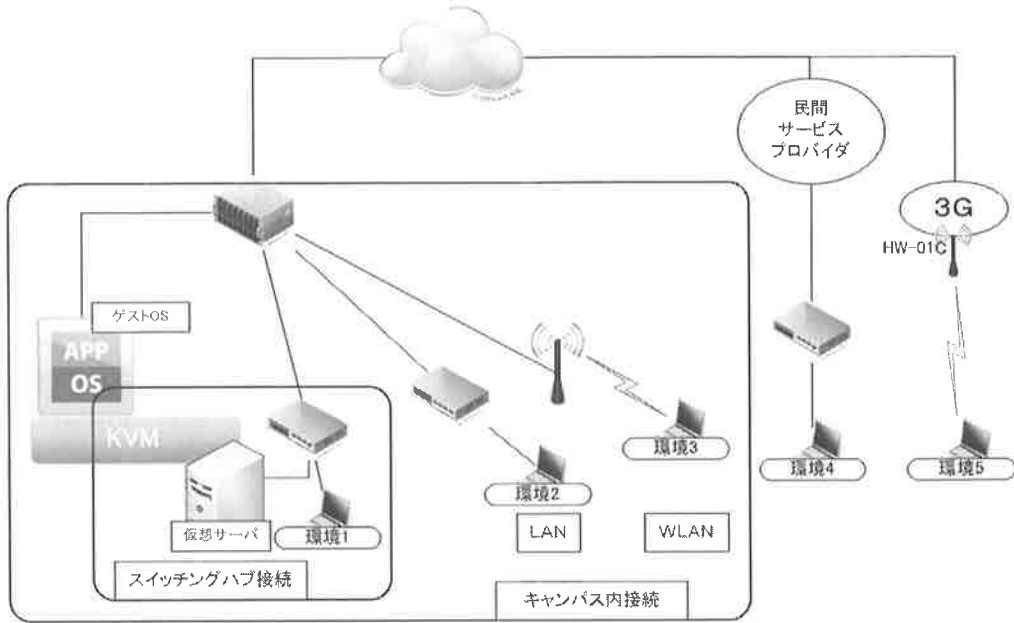 民間
サービス
プロバイダ
3G
HW-01C
ゲストOS
APP
OS
KVM
仮想サーバ
環境1
環境2
環境3
環境4
環境5
LAN
WLAN
スイッチングハブ接続
キャンパス内接続